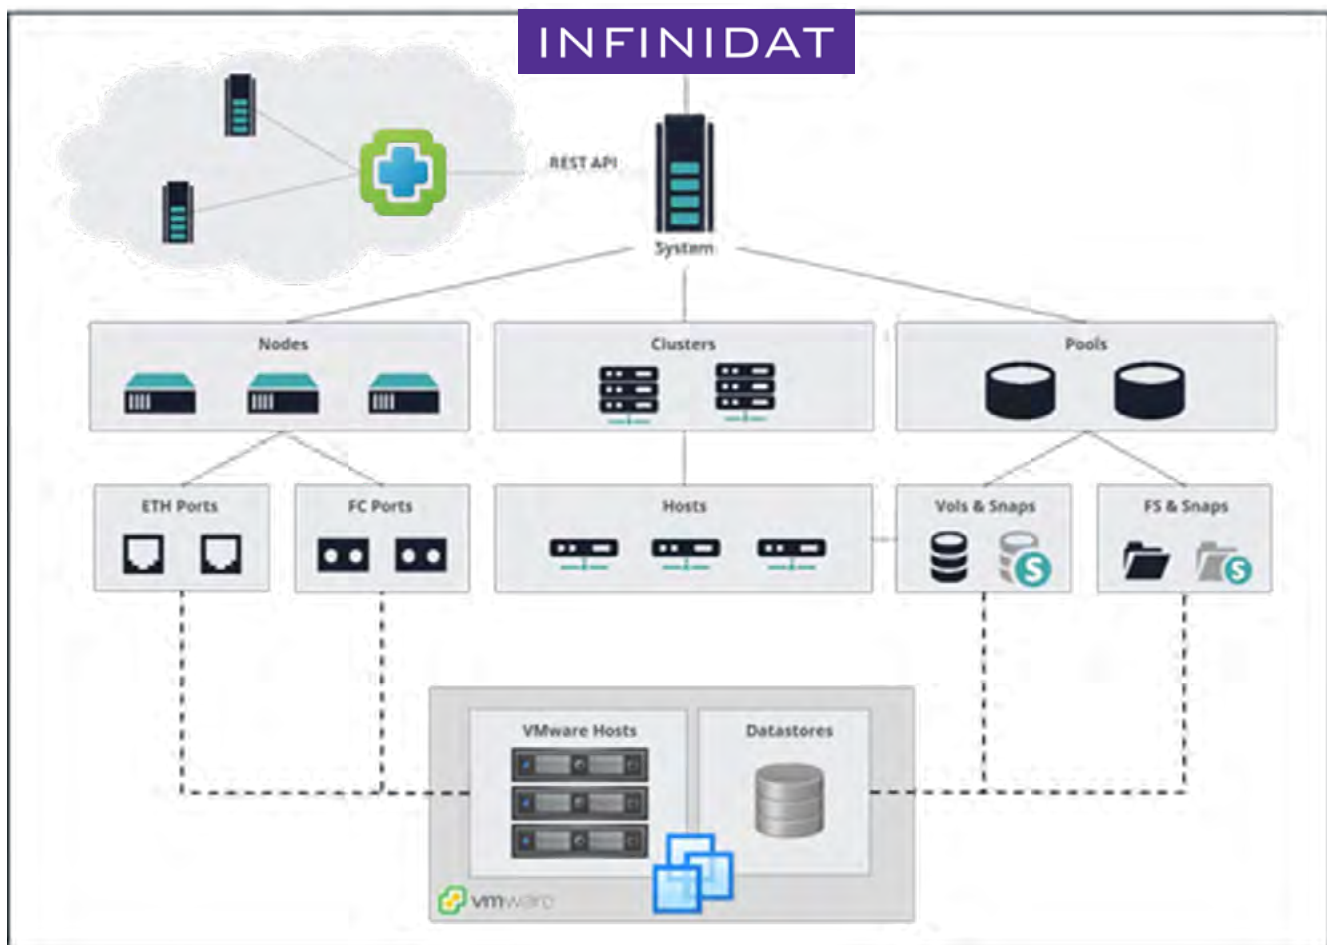 INFINIDAT
REST API
System
Nodes
Clusters
Pools
ETH Ports
FC Ports
Hosts
Vols & Snaps
FS & Snaps
S
S
VMware Hosts
Datastores
vmware